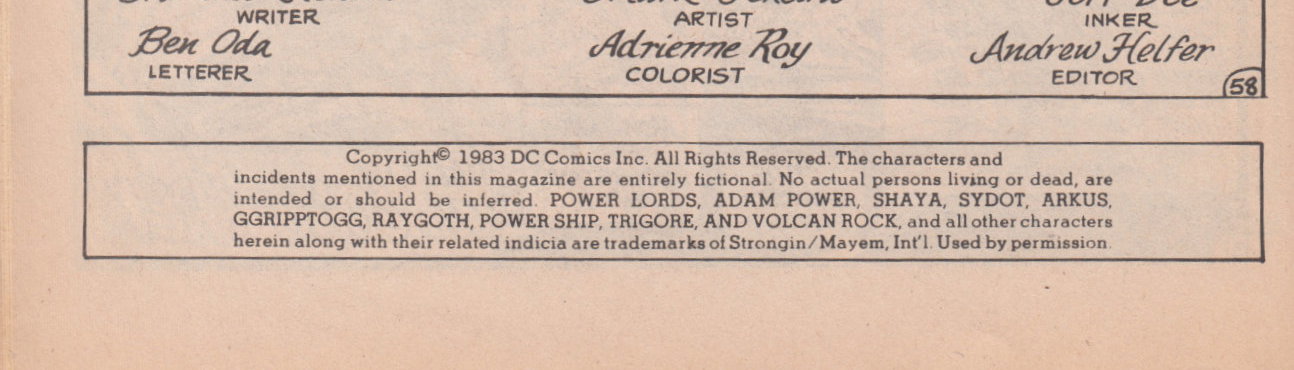 WRITER ARTIST INKER
Ben Oda Adrienne Roy Andrew Helfer
LETTERER COLORIST EDITOR
58
Copyright© 1983 DC Comics Inc. All Rights Reserved. The characters and
incidents mentioned in this magazine are entirely fictional. No actual persons living or dead, are
intended or should be inferred. POWER LORDS, ADAM POWER, SHAYA, SYDOT, ARKUS,
GGRIPPTOGG, RAYGOTH, POWER SHIP, TRIGORE, AND VOLCAN ROCK, and all other characters
herein along with their related indicia are trademarks of Strongin/Mayem, Int'l. Used by permission.